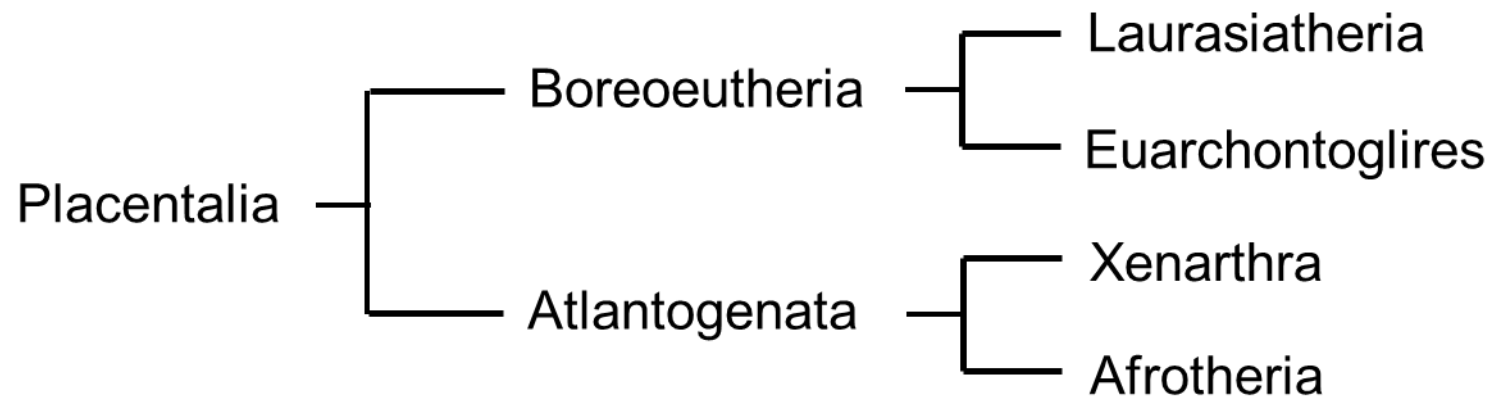 Placentalia
Boreoeutheria
Laurasiatheria
Euarchontoglires
Atlantogenata
Xenarthra
Afrotheria